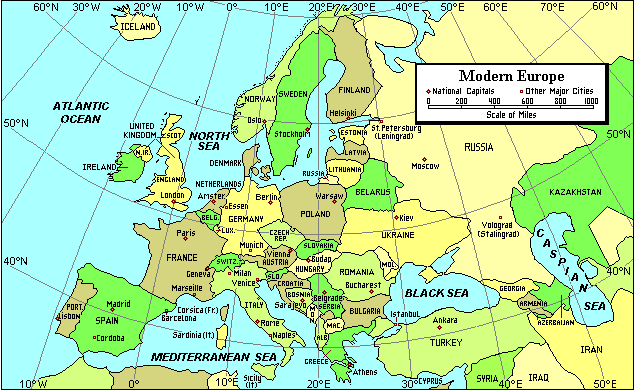 60°N 30°W 20°W 10°W 0° 10°E 20°E 30°E 40°E 50°E 60°E 70°E 60°N
ICELAND
Modern Europe
National Capitals Other Major Cities
0 200 400 600 800 1000
Scale of Miles
ATLANTIC
OCEAN
NORWAY
SWEDEN
FINLAND
Helsinki
Oslo
Stockholm
St.Petersburg
(Leningrad)
50°N
UNITED
KINGDOM
SCOT.
N.IR.
NORTH
SEA
ESTONIA
LATVIA
LITHUANIA
RUSSIA
RUSSIA
Moscow
50°N
IRELAND
ENGLAND
London
DENMARK
NETHERLANDS
Amster.
Essen
Berlin
Warsaw
POLAND
BELARUS
KAZAKHSTAN
BELG.
LUX.
GERMANY
CZECH
REP.
Kiev
UKRAINE
Volograd
(Stalingrad)
Paris
FRANCE
Munich
Vienna
SLOVAKIA
AUSTRIA
Budap
HUNGARY
MOL.
40°N
SWITZ.
Geneva
Milan
Venice
SLO.
CROATIA
ROMANIA
Bucharest
CASPIAN
SEA
40°N
Marseille
BOSNIA
Sarajevo
Belgrade
SERBIA
MON
BULGARIA
BLACK SEA
GEORGIA
ARMENIA
AZERBAIJAN
PORT.
Lisbon
Madrid
SPAIN
Cordoba
Barcelona
Corsica (Fr.)
Sardinia (It.)
ITALY
Rome
Naples
MAC.
ALB
Istanbul
Ankara
TURKEY
MEDITERRANEAN SEA
Sicily
(It)
GREECE
Athens
CYPRUS
SYRIA
IRAQ
IRAN
10°W 0° 10°E 20°E 30°E 40°E 50°E